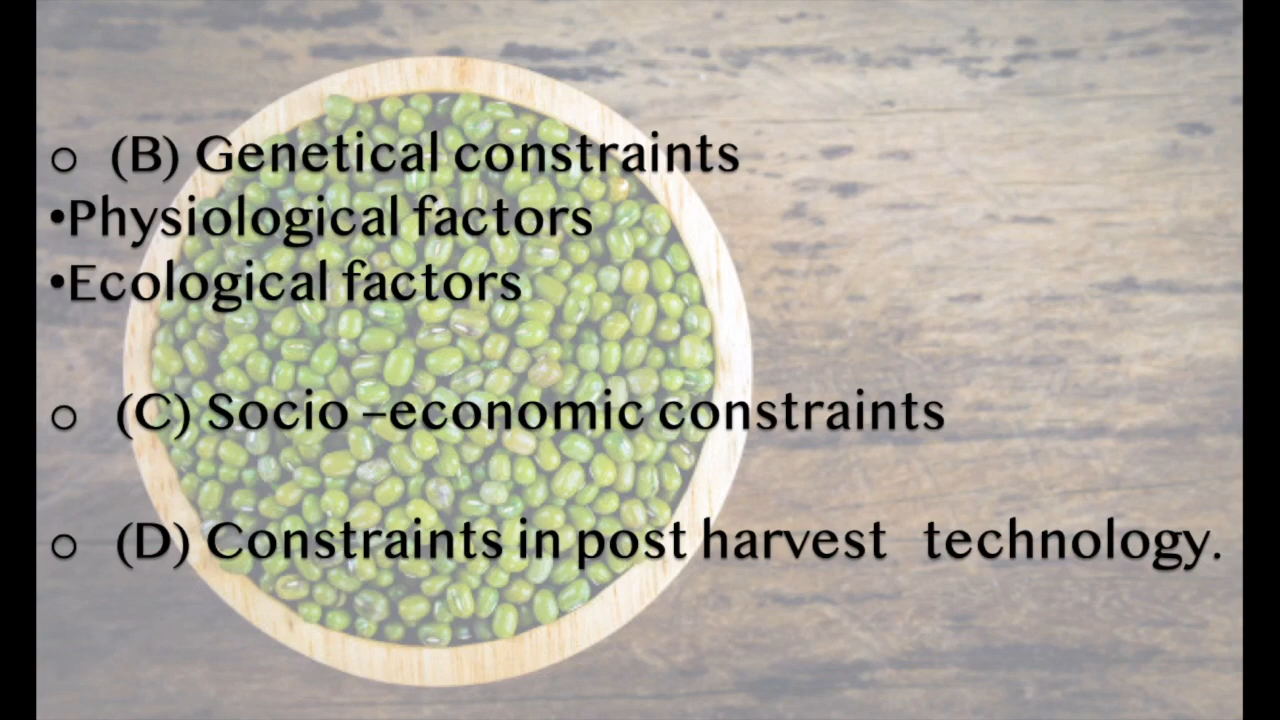 o (B) Genetical constraints
•Physiological factors
•Ecological factors
o (C) Socio –economic constraints
o (D) Constraints in post harvest technology.